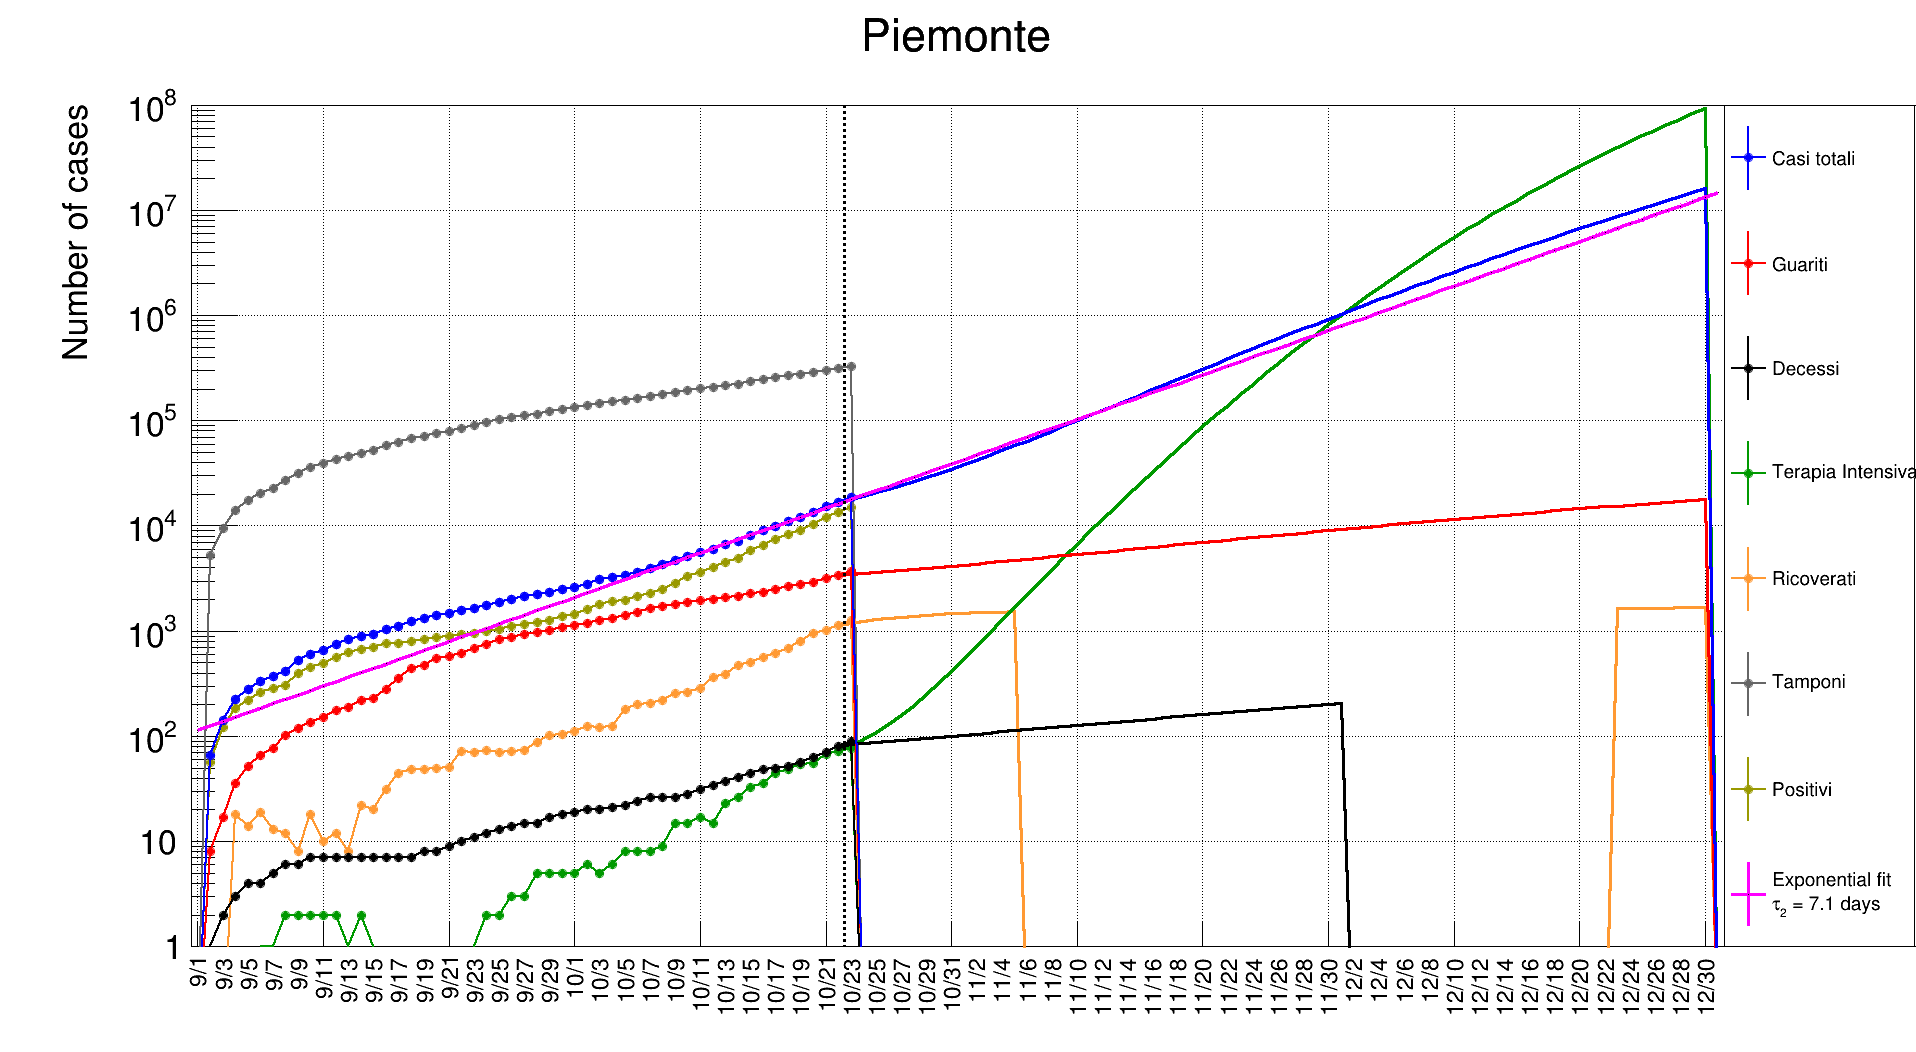 Piemonte
Number of cases
10^8
10^7
10^6
10^5
10^4
10^3
10^2
10
1
9/1 9/3 9/5 9/7 9/9 9/11 9/13 9/15 9/17 9/19 9/21 9/23 9/25 9/27 9/29 10/1 10/3 10/5 10/7 10/9 10/11 10/13 10/15 10/17 10/19 10/21 10/23 10/25 10/27 10/29 10/31 11/2 11/4 11/6 11/8 11/10 11/12 11/14 11/16 11/18 11/20 11/22 11/24 11/26 11/28 11/30 12/2 12/4 12/6 12/8 12/10 12/12 12/14 12/16 12/18 12/20 12/22 12/24 12/26 12/28 12/30
Casi totali
Guariti
Decessi
Terapia Intensiva
Ricoverati
Tamponi
Positivi
Exponential fit
τ₂ = 7.1 days